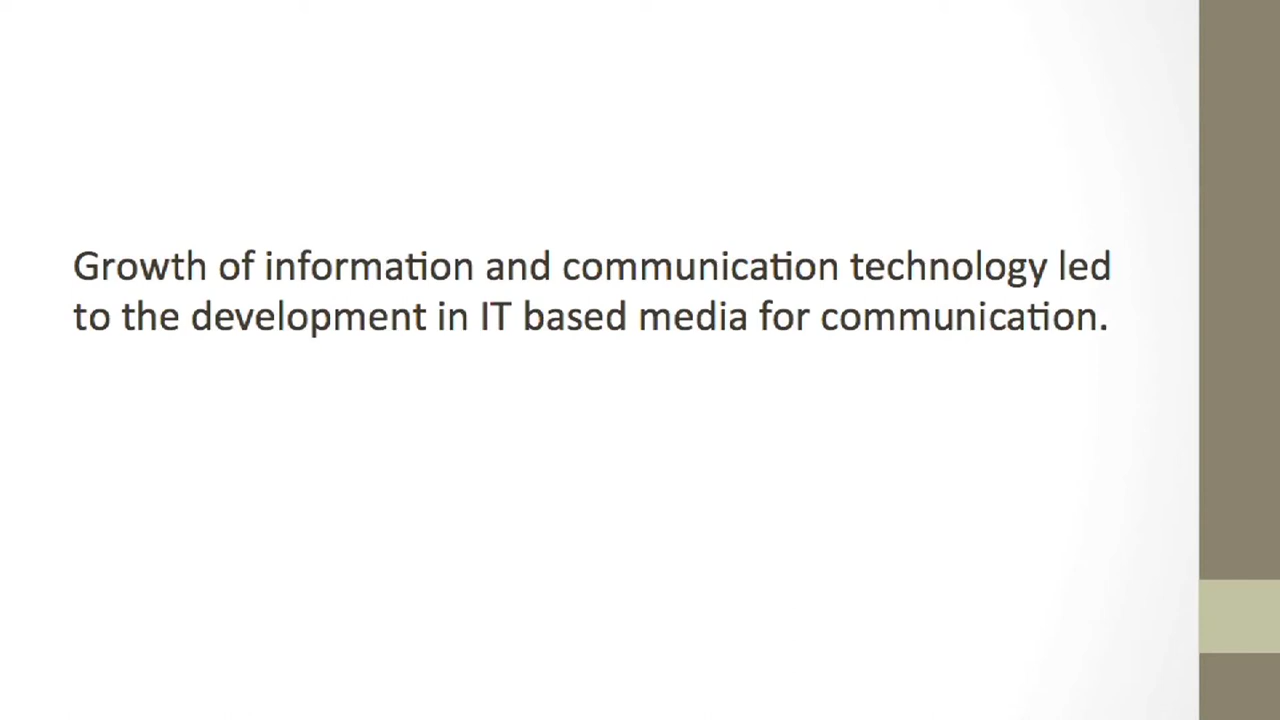 Growth of information and communication technology led
to the development in IT based media for communication.